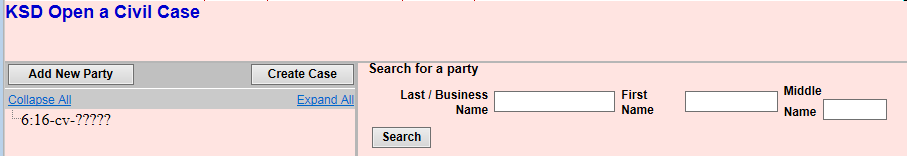 KSD Open a Civil Case
Add New Party
Create Case
Collapse All
Expand All
6:16-cv-?????
Search for a party
Last / Business Name
First Name
Middle Name
Search